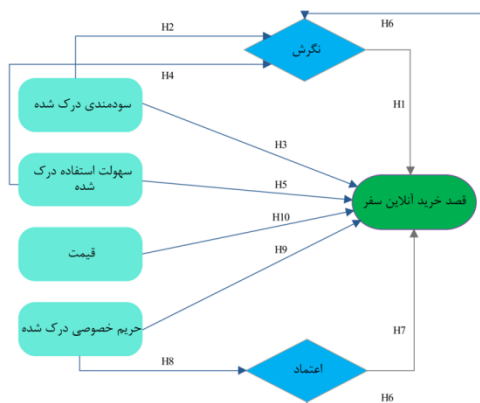 H2
H6
نگرش
H4
H1
سودمندی درک شده
H3
سهولت استفاده درک
شده
H5
قصد خرید آنلاین سفر
H10
قیمت
H9
حریم خصوصی درک شده
H7
H8
اعتماد
H6